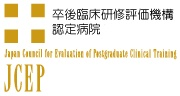 卒後臨床研修評価機構
認定病院
Japan Council for Evaluation of Postgraduate Clinical Training
JCEP